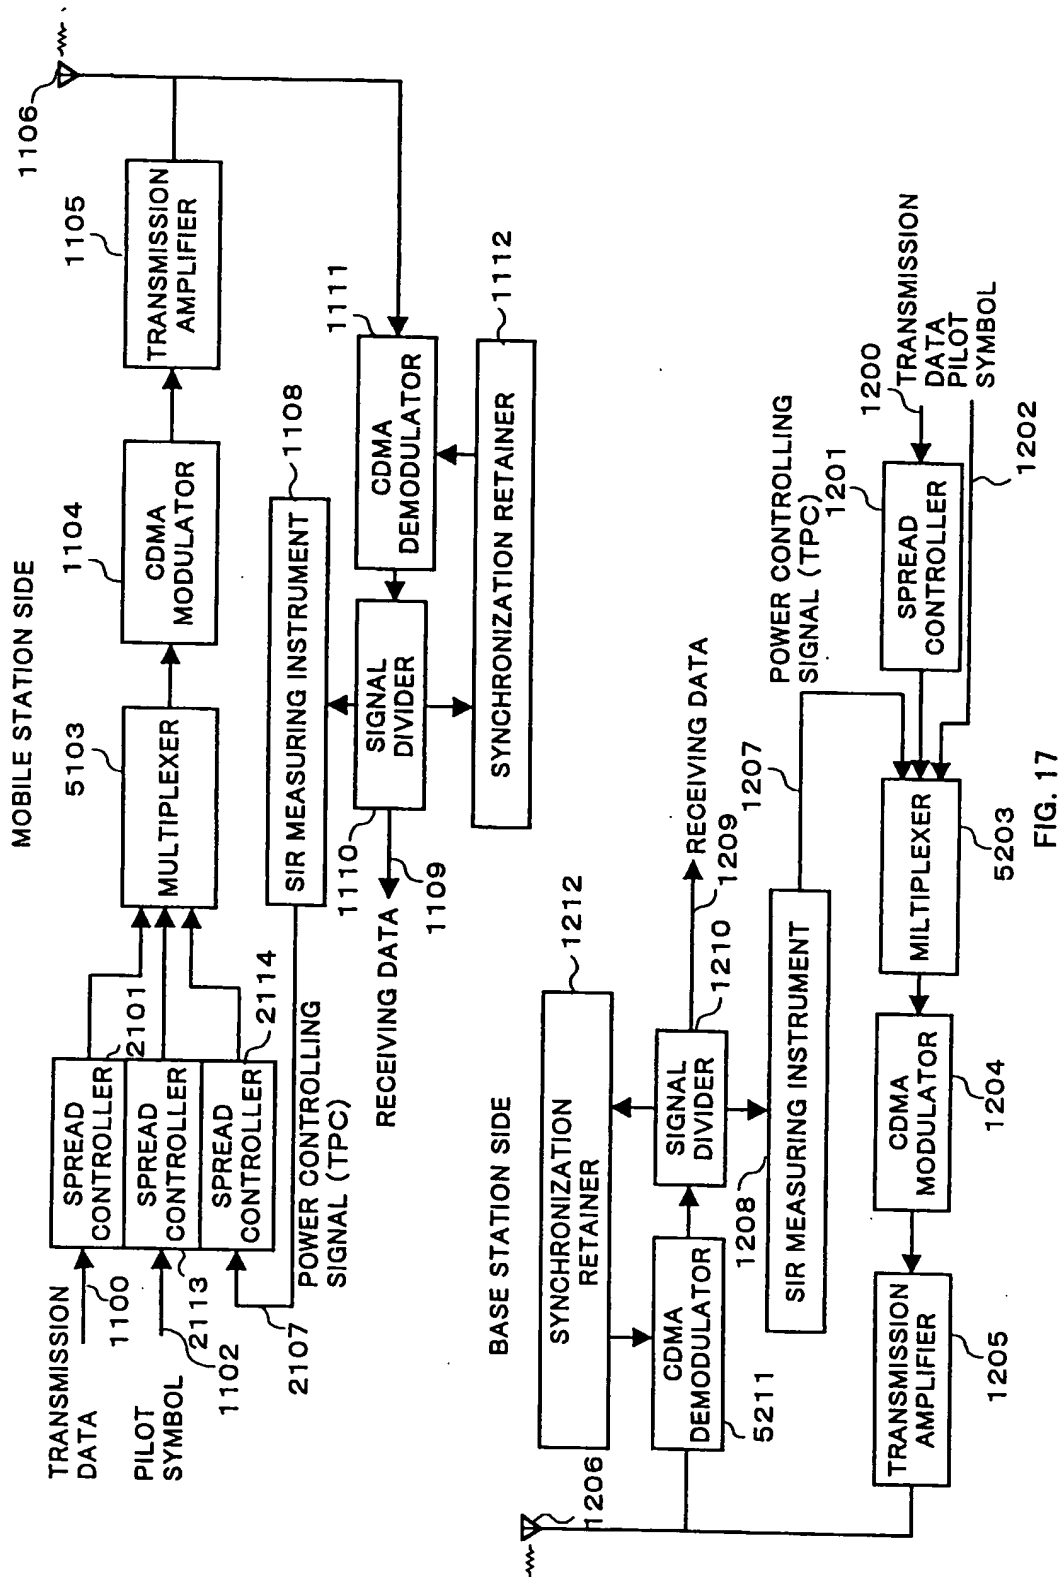 MOBILE STATION SIDE
TRANSMISSION
DATA
1100
PILOT
SYMBOL
1102
SPREAD
CONTROLLER
2101
SPREAD
CONTROLLER
2113
SPREAD
CONTROLLER
2114
2107
POWER CONTROLLING
SIGNAL (TPC)
MULTIPLEXER
5103
CDMA
MODULATOR
1104
TRANSMISSION
AMPLIFIER
1105
1106
SIR MEASURING INSTRUMENT
1108
RECEIVING DATA
1109
1110
SIGNAL
DIVIDER
CDMA
DEMODULATOR
1111
SYNCHRONIZATION RETAINER
1112
BASE STATION SIDE
1206
SYNCHRONIZATION
RETAINER
1212
CDMA
DEMODULATOR
5211
SIGNAL
DIVIDER
1210
RECEIVING DATA
1209
1208
SIR MEASURING INSTRUMENT
1207
POWER CONTROLLING
SIGNAL (TPC)
TRANSMISSION
AMPLIFIER
1205
CDMA
MODULATOR
1204
MILTIPLEXER
5203
SPREAD
CONTROLLER
1201
1200
TRANSMISSION
DATA
PILOT
SYMBOL
1202
FIG. 17